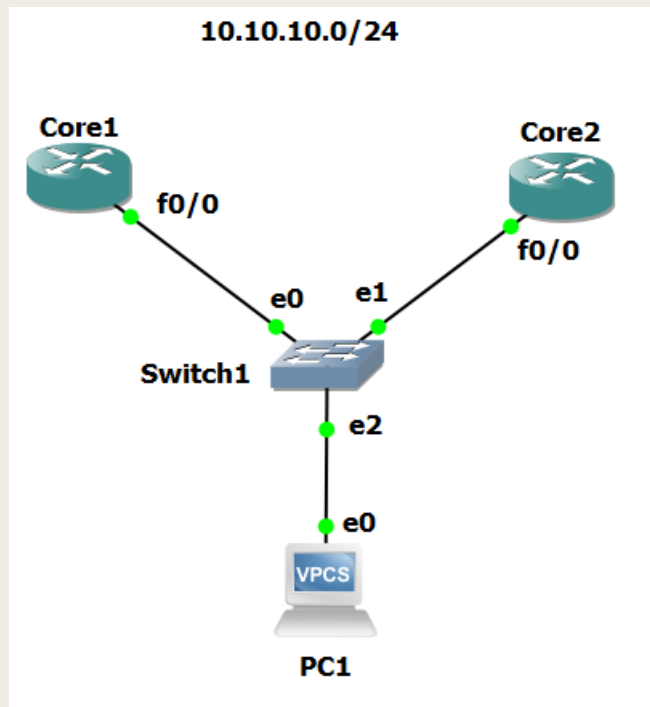 10.10.10.0/24
Core1
Core2
f0/0
f0/0
e0
e1
Switch1
e2
e0
VPCS
PC1